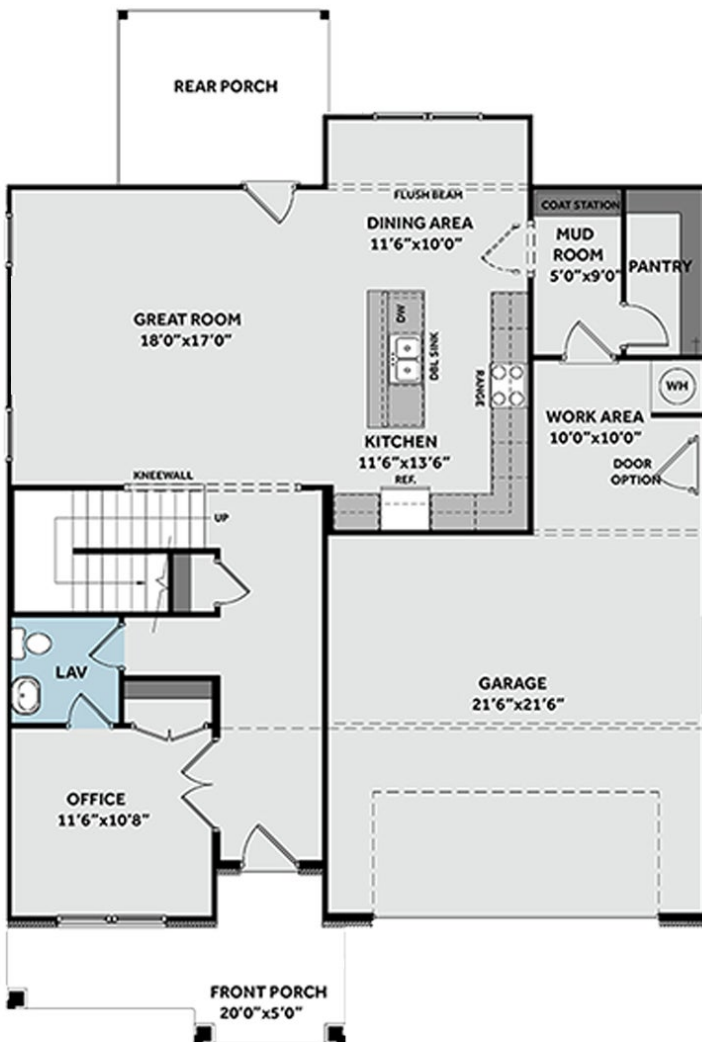 REAR PORCH
FLUSH BEAM
COAT STATION
DINING AREA
11'6"x10'0"
MUD
ROOM
5'0"x9'0"
PANTRY
GREAT ROOM
18'0"x17'0"
DW
DBL SINK
RANGE
WH
KITCHEN
11'6"x13'6"
REF.
WORK AREA
10'0"x10'0"
DOOR
OPTION
KNEEWALL
UP
LAV
GARAGE
21'6"x21'6"
OFFICE
11'6"x10'8"
FRONT PORCH
20'0"x5'0"